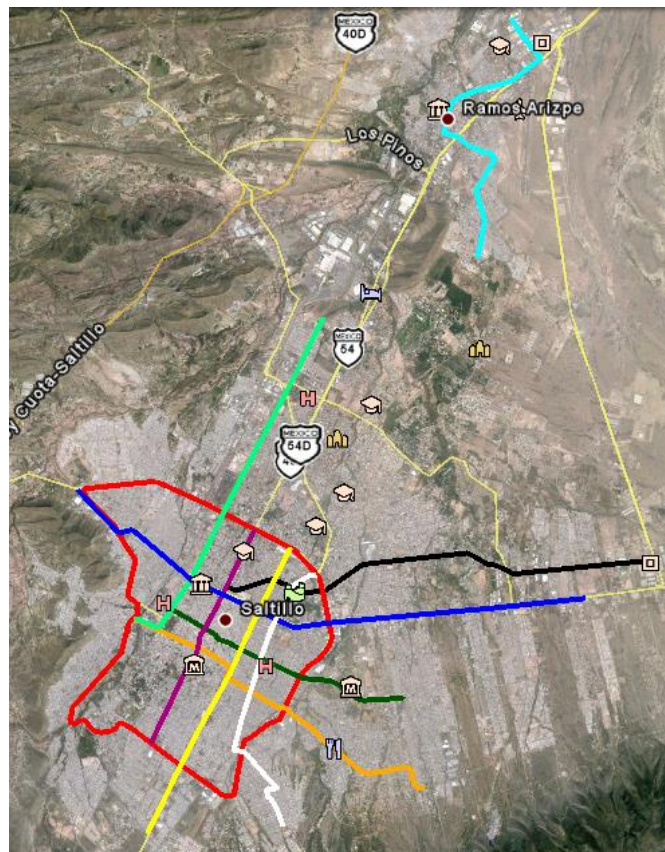 MEXICO
40D
Ramos Arizpe
Los Pinos
MEXICO
54
y Cuota-Saltillo
H
MEXICO
54D
H
Saltillo
M
H
M